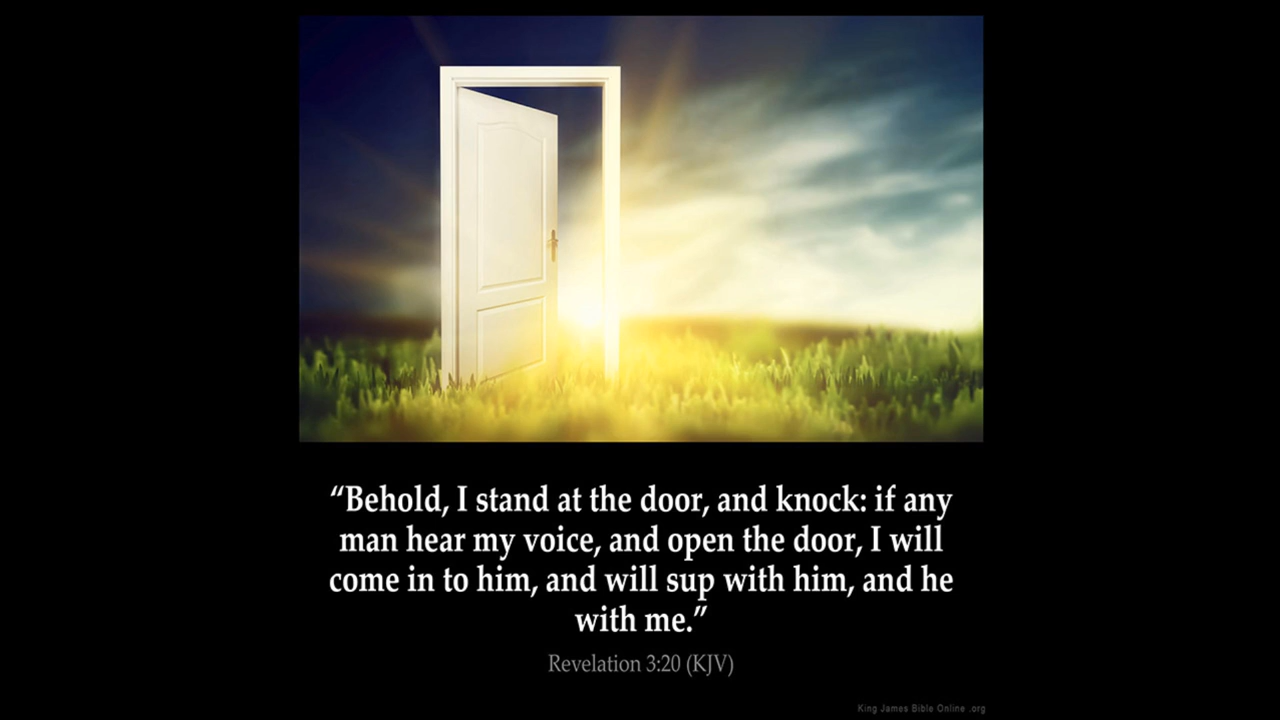 “Behold, I stand at the door, and knock: if any
man hear my voice, and open the door, I will
come in to him, and will sup with him, and he
with me.”
Revelation 3:20 (KJV)
King James Bible Online .org